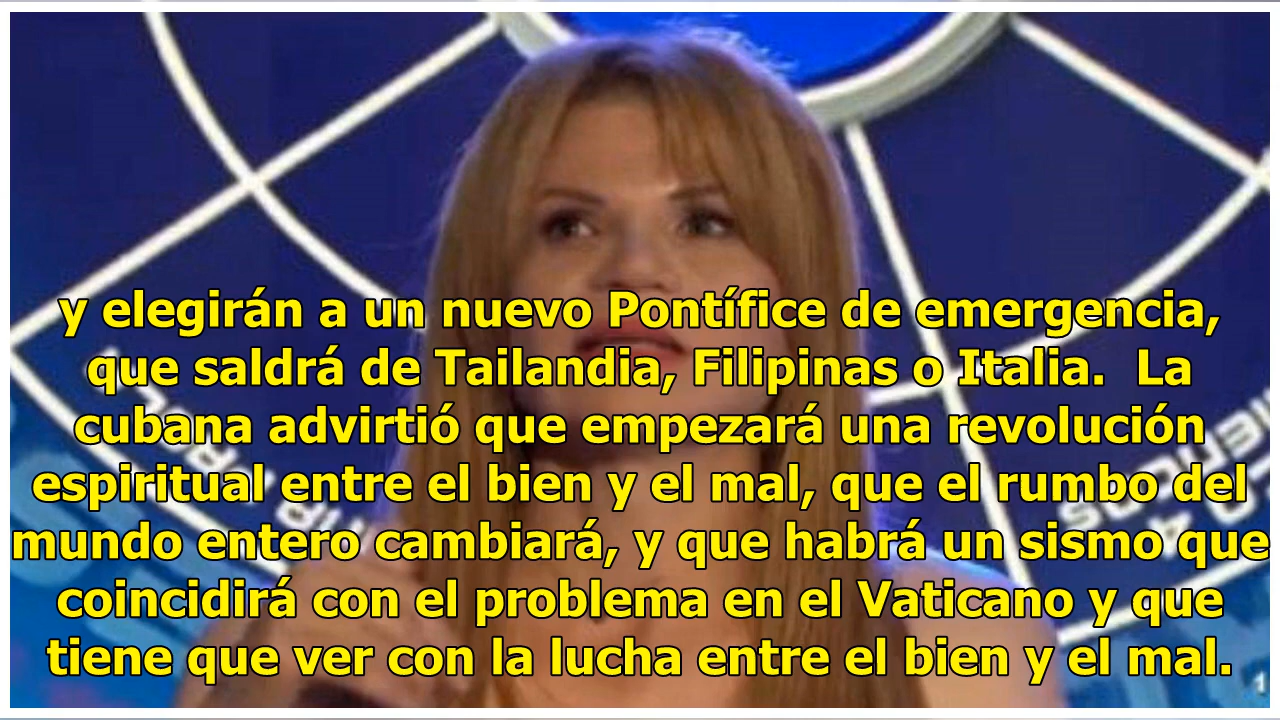 y elegirán a un nuevo Pontífice de emergencia,
que saldrá de Tailandia, Filipinas o Italia.  La
cubana advirtió que empezará una revolución
espiritual entre el bien y el mal, que el rumbo del
mundo entero cambiará, y que habrá un sismo que
coincidirá con el problema en el Vaticano y que
tiene que ver con la lucha entre el bien y el mal.